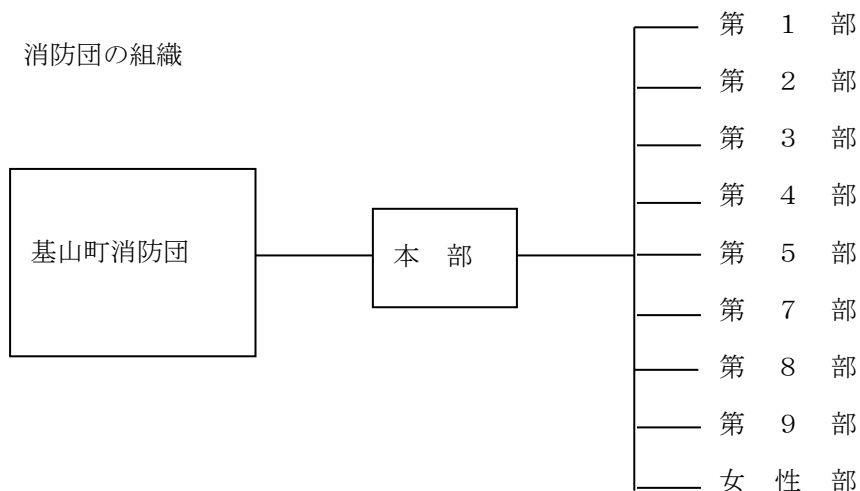 消防団の組織
基山町消防団
本　部
第　１　部
第　２　部
第　３　部
第　４　部
第　５　部
第　７　部
第　８　部
第　９　部
女　性　部